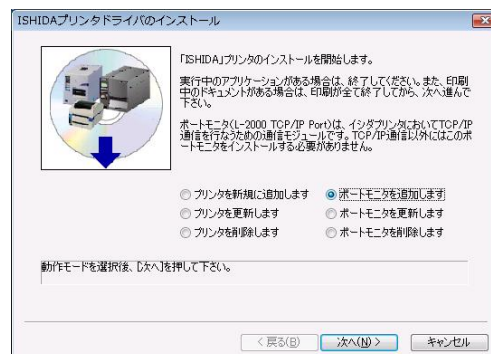 ISHIDAプリンタドライバのインストール
「ISHIDA」プリンタのインストールを開始します。
実行中のアプリケーションがある場合は、終了してください。また、印刷
中のドキュメントがある場合は、印刷が全て終了してから、次へ進んで
下さい。
ポートモニタ(L-2000 TCP/IP Port)は、イシダプリンタにおいてTCP/IP
通信を行なうための通信モジュールです。TCP/IP通信以外にはこのポ
ートモニタをインストールする必要がありません。
プリンタを新規に追加します ポートモニタを追加します
プリンタを更新します ポートモニタを更新します
プリンタを削除します ポートモニタを削除します
動作モードを選択後、[次へ]を押して下さい。
< 戻る(B) 次へ(N) > キャンセル